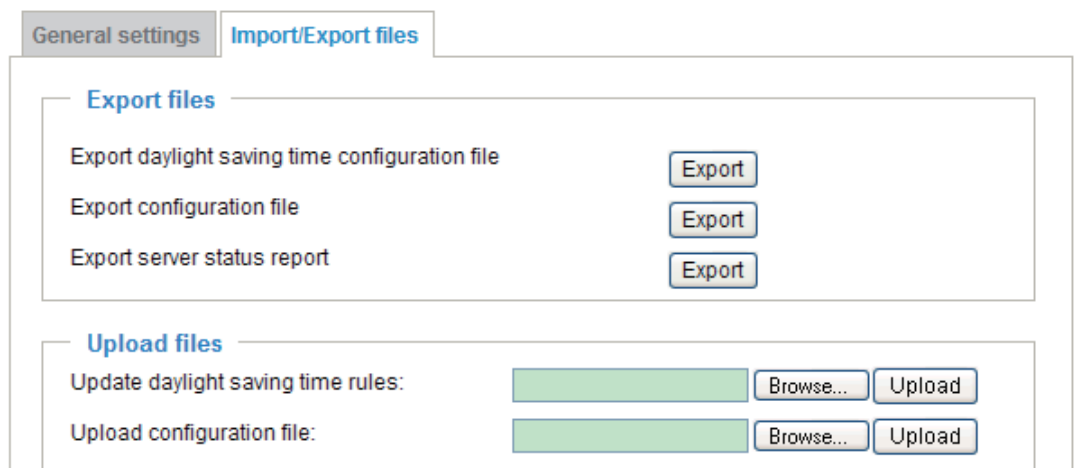 General settings Import/Export files
Export files
Export daylight saving time configuration file Export
Export configuration file Export
Export server status report Export
Upload files
Update daylight saving time rules: Browse... Upload
Upload configuration file: Browse... Upload